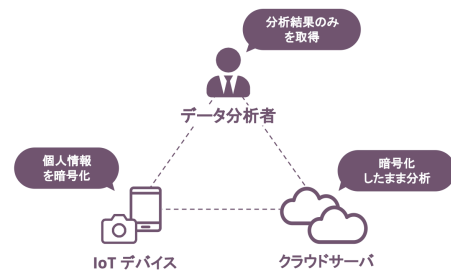 分析結果のみ
を取得
データ分析者
個人情報
を暗号化
暗号化
したまま分析
IoT デバイス
クラウドサーバ